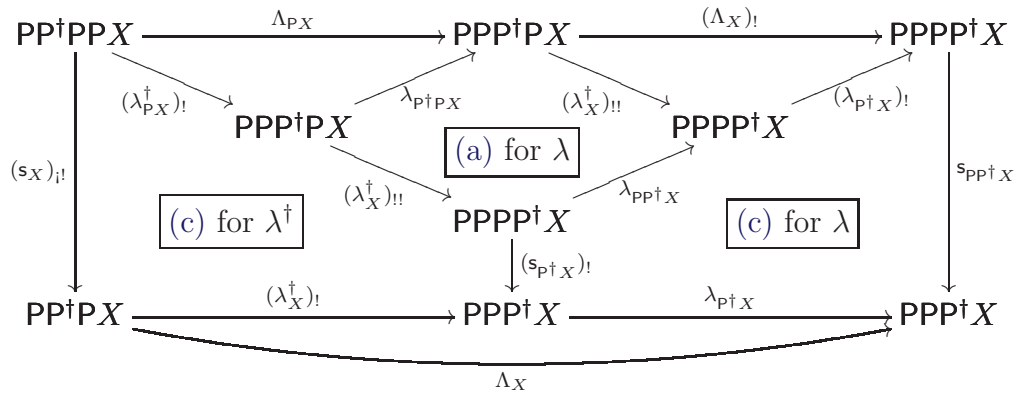 Λ_{PX} (Λ_X)_!
PP†PPX PPP†PX PPPP†X
(λ†_{PX})_! λ_{P†PX} (λ†_X)_{!!} (λ_{P†X})_!
PPP†PX PPPP†X
(a) for λ
(s_X)_{¡!} (λ†_X)_{!!} λ_{PP†X} s_{PP†X}
(c) for λ† PPPP†X (c) for λ
(s_{P†X})_!
(λ†_X)_! λ_{P†X}
PP†PX PPP†X PPP†X
Λ_X